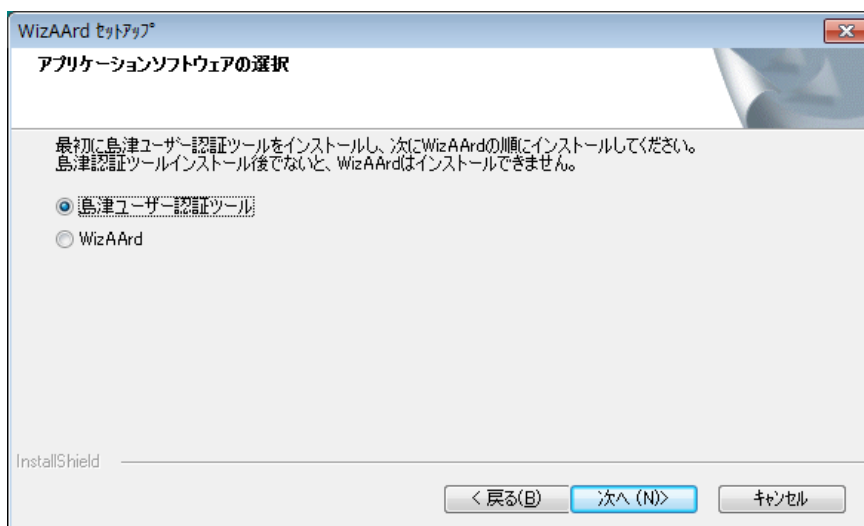 WizAArd ｾｯﾄｱｯﾌﾟ
アプリケーションソフトウェアの選択
最初に島津ユーザー認証ツールをインストールし、次にWizAArdの順にインストールしてください。
島津認証ツールインストール後でないと、WizAArdはインストールできません。
島津ユーザー認証ツール
WizAArd
InstallShield
< 戻る(B) 次へ (N)> ｷｬﾝｾﾙ